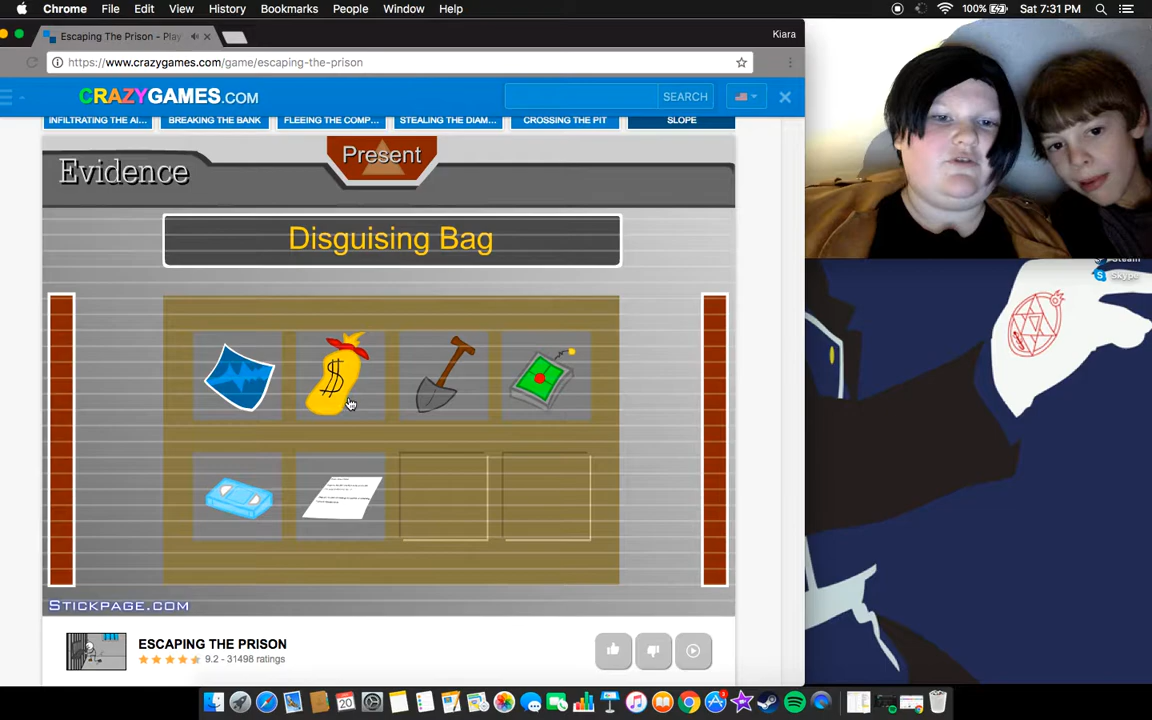 Chrome File Edit View History Bookmarks People Window Help 100% Sat 7:31 PM
Escaping The Prison - Play Kiara
https://www.crazygames.com/game/escaping-the-prison
CRAZYGAMES.COM SEARCH
INFILTRATING THE AI... BREAKING THE BANK FLEEING THE COMP... STEALING THE DIAM... CROSSING THE PIT SLOPE
Evidence Present
Disguising Bag
$
STICKPAGE.COM
ESCAPING THE PRISON
9.2 - 31498 ratings
Steam
Skype